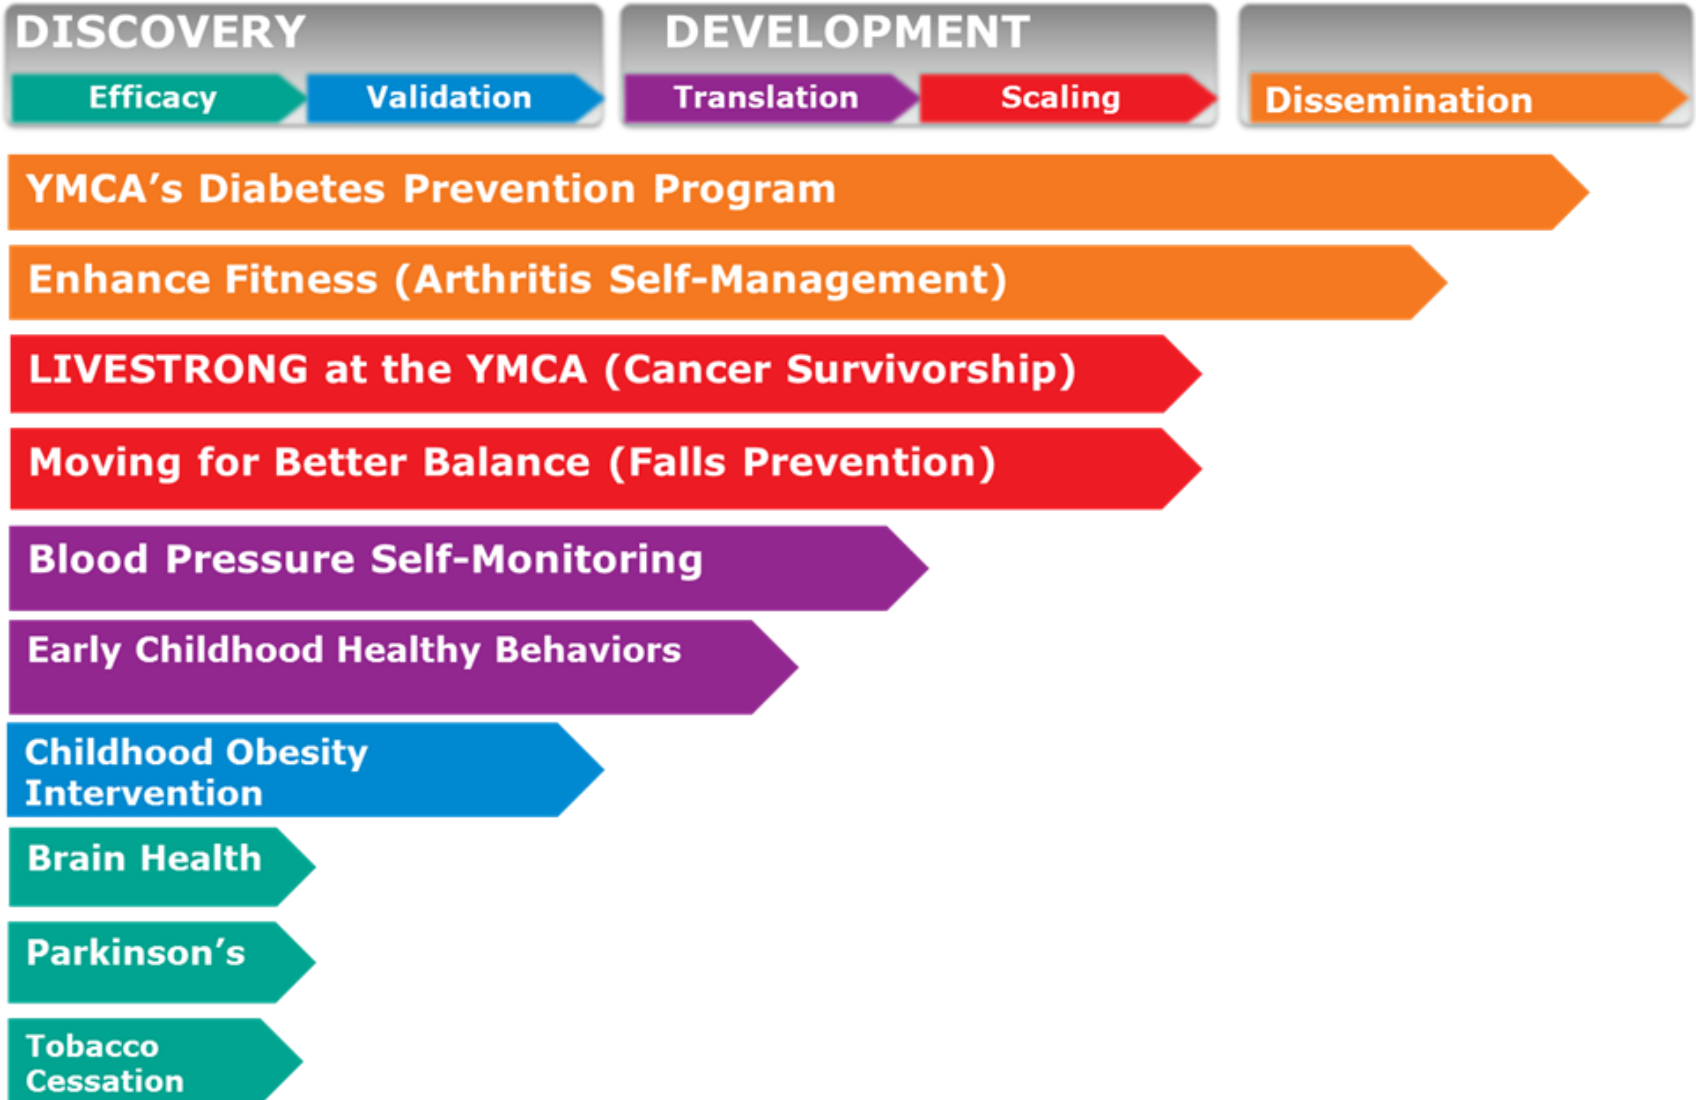 DISCOVERY
DEVELOPMENT
Efficacy
Validation
Translation
Scaling
Dissemination
YMCA’s Diabetes Prevention Program
Enhance Fitness (Arthritis Self-Management)
LIVESTRONG at the YMCA (Cancer Survivorship)
Moving for Better Balance (Falls Prevention)
Blood Pressure Self-Monitoring
Early Childhood Healthy Behaviors
Childhood Obesity
Intervention
Brain Health
Parkinson’s
Tobacco
Cessation